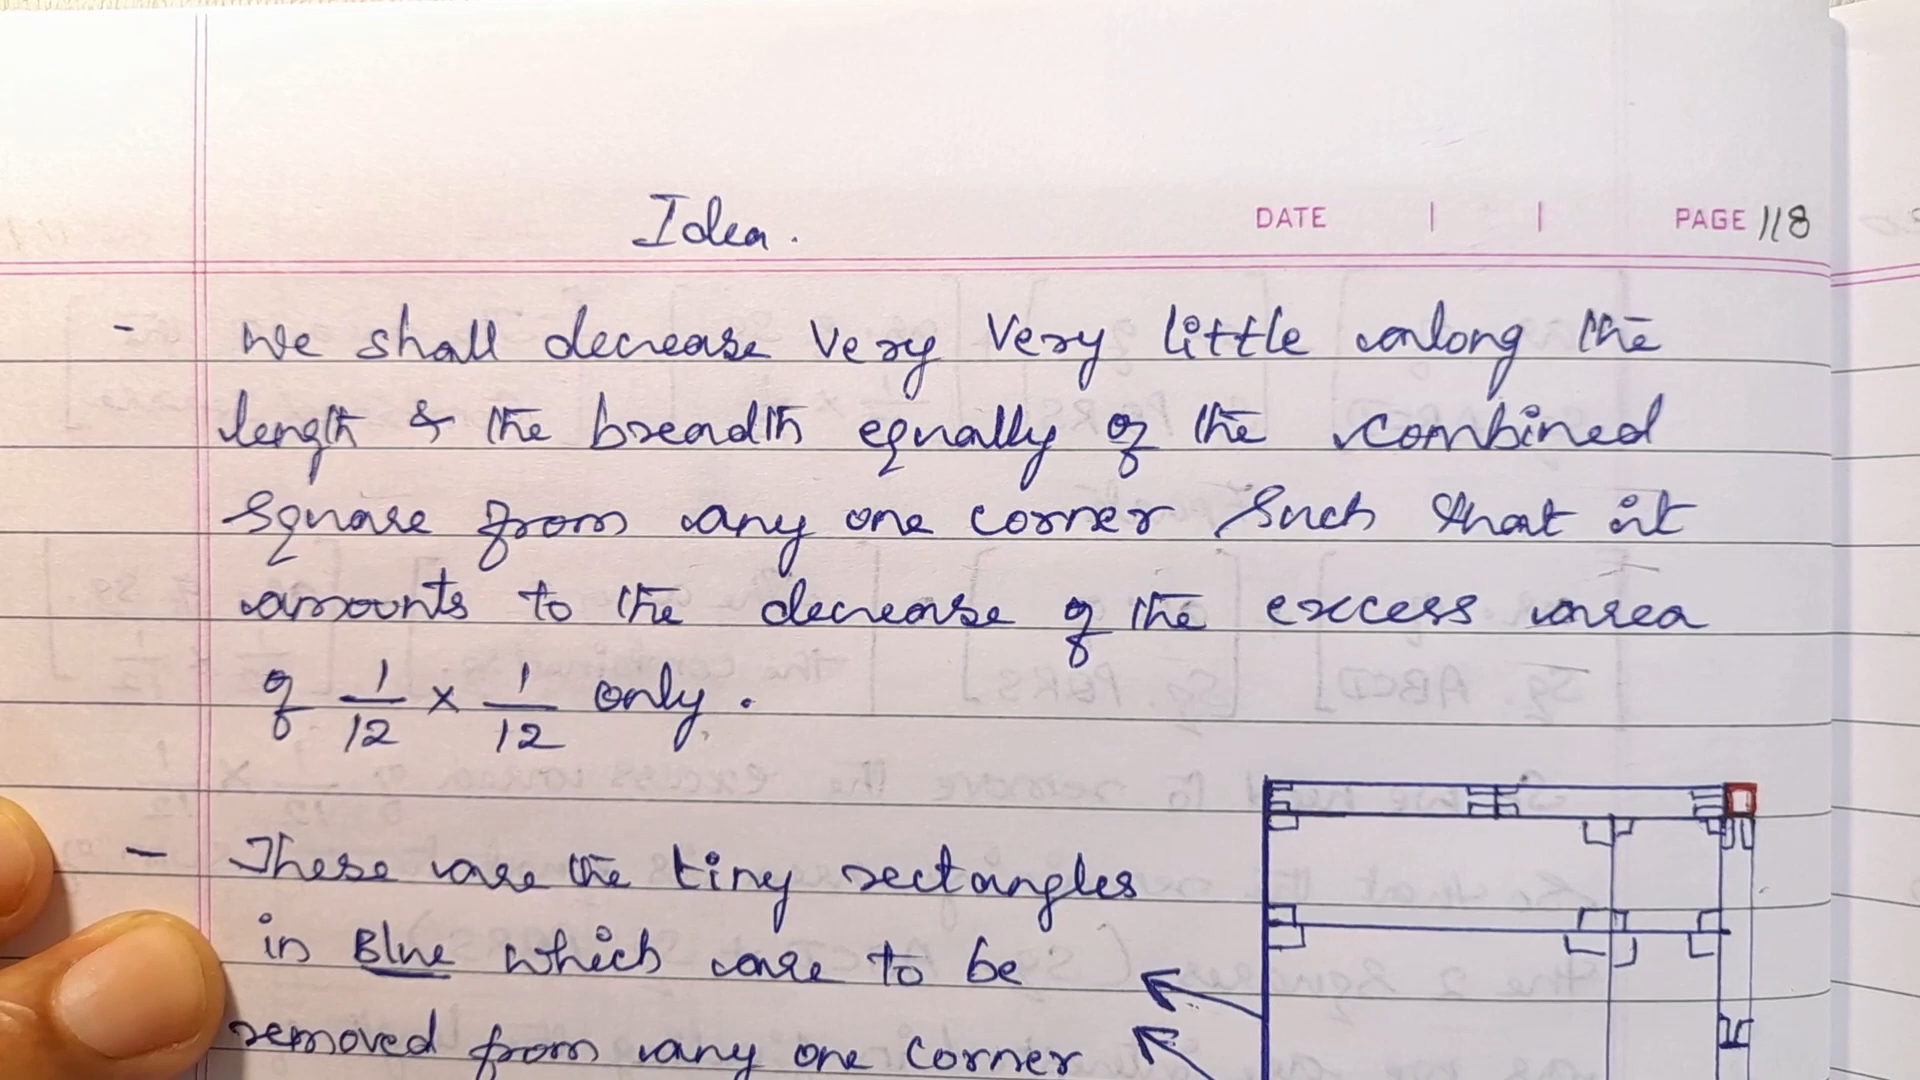 Idea.
DATE | | PAGE 118
- We shall decrease very very little along the
length & the breadth equally of the combined
square from any one corner such that it
amounts to the decrease of the excess area
of 1/12 × 1/12 only.
- These are the tiny rectangles
in Blue which are to be
removed from any one corner